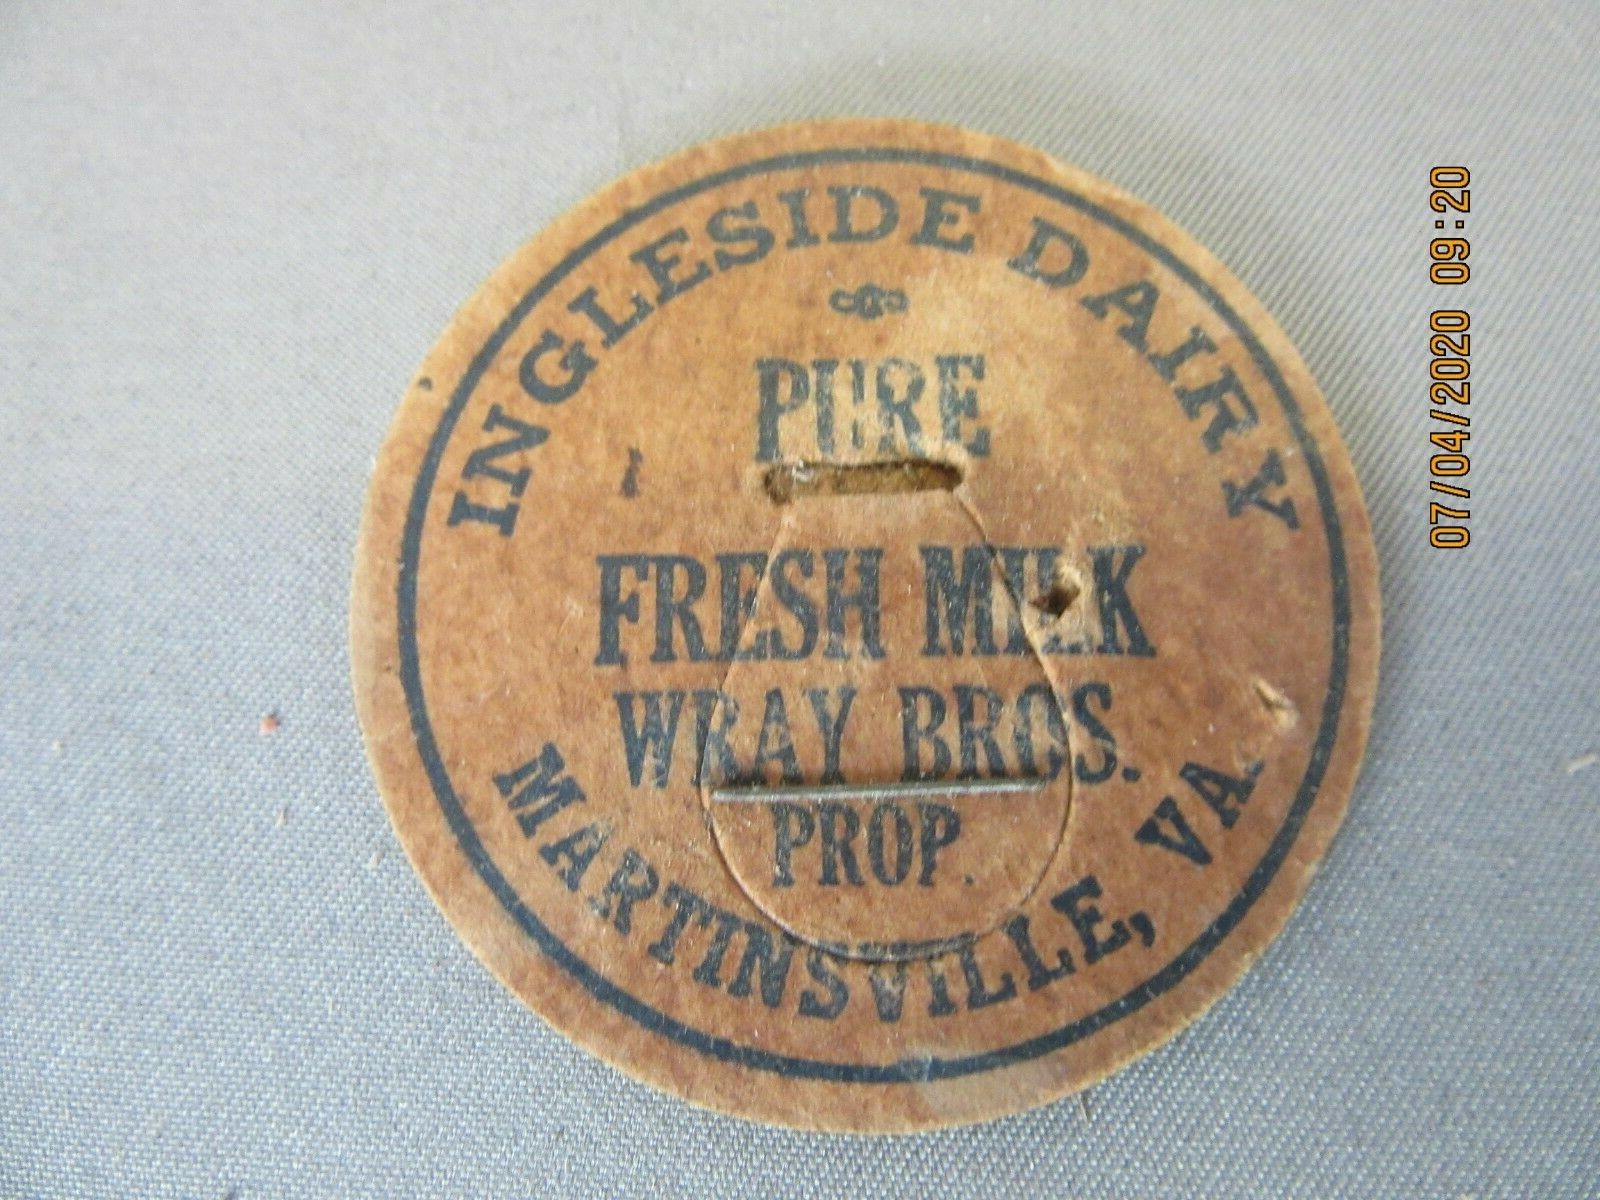 INGLESIDE DAIRY
PURE
FRESH MILK
WRAY BROS.
PROP.
MARTINSVILLE, VA.
07/04/2020 09:20